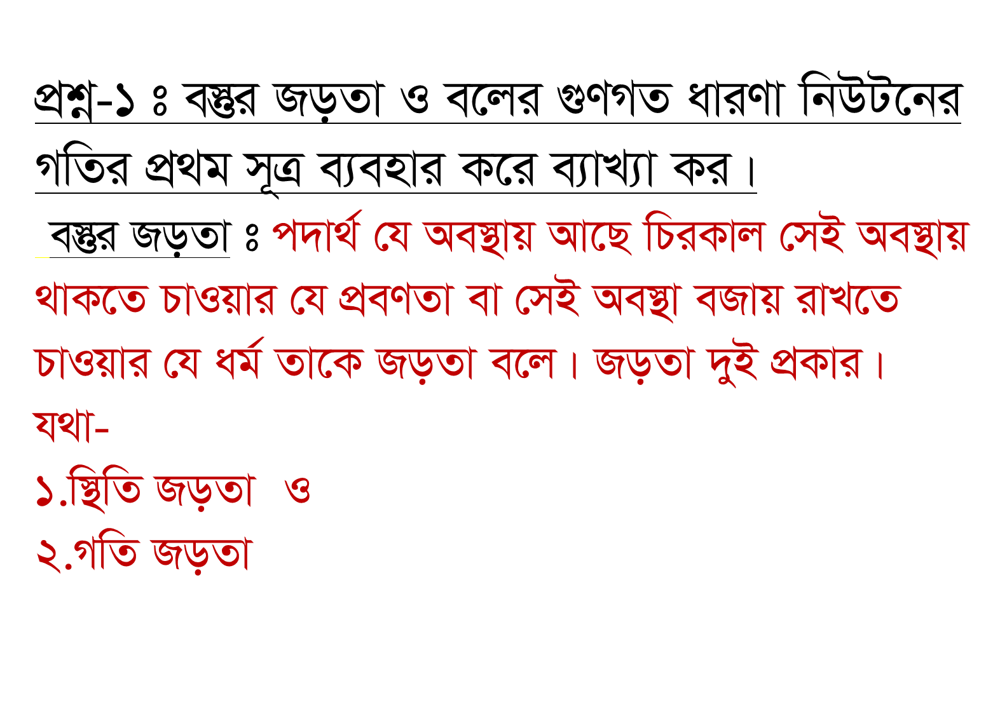 প্রশ্ন-১ ঃ বস্তুর জড়তা ও বলের গুণগত ধারণা নিউটনের
গতির প্রথম সূত্র ব্যবহার করে ব্যাখ্যা কর।
বস্তুর জড়তা ঃ পদার্থ যে অবস্থায় আছে চিরকাল সেই অবস্থায়
থাকতে চাওয়ার যে প্রবণতা বা সেই অবস্থা বজায় রাখতে
চাওয়ার যে ধর্ম তাকে জড়তা বলে। জড়তা দুই প্রকার।
যথা-
১.স্থিতি জড়তা ও
২.গতি জড়তা